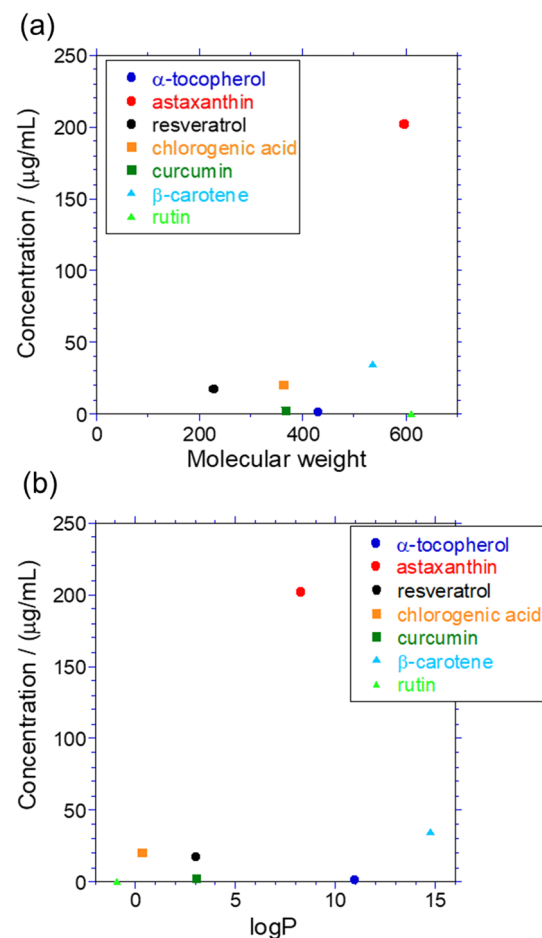 (a)
250
200
150
100
50
0
Concentration / (μg/mL)
α-tocopherol
astaxanthin
resveratrol
chlorogenic acid
curcumin
β-carotene
rutin
0 200 400 600
Molecular weight
(b)
250
200
150
100
50
0
Concentration / (μg/mL)
α-tocopherol
astaxanthin
resveratrol
chlorogenic acid
curcumin
β-carotene
rutin
0 5 10 15
logP